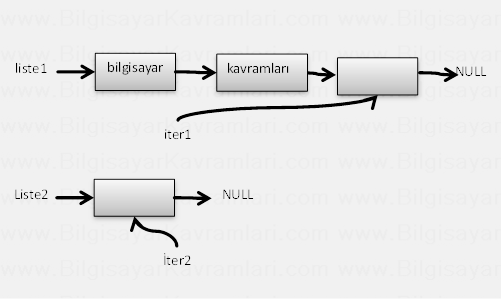 www.BilgisayarKavramlari.com
liste1 bilgisayar kavramları NULL
iter1
Liste2 NULL
İter2